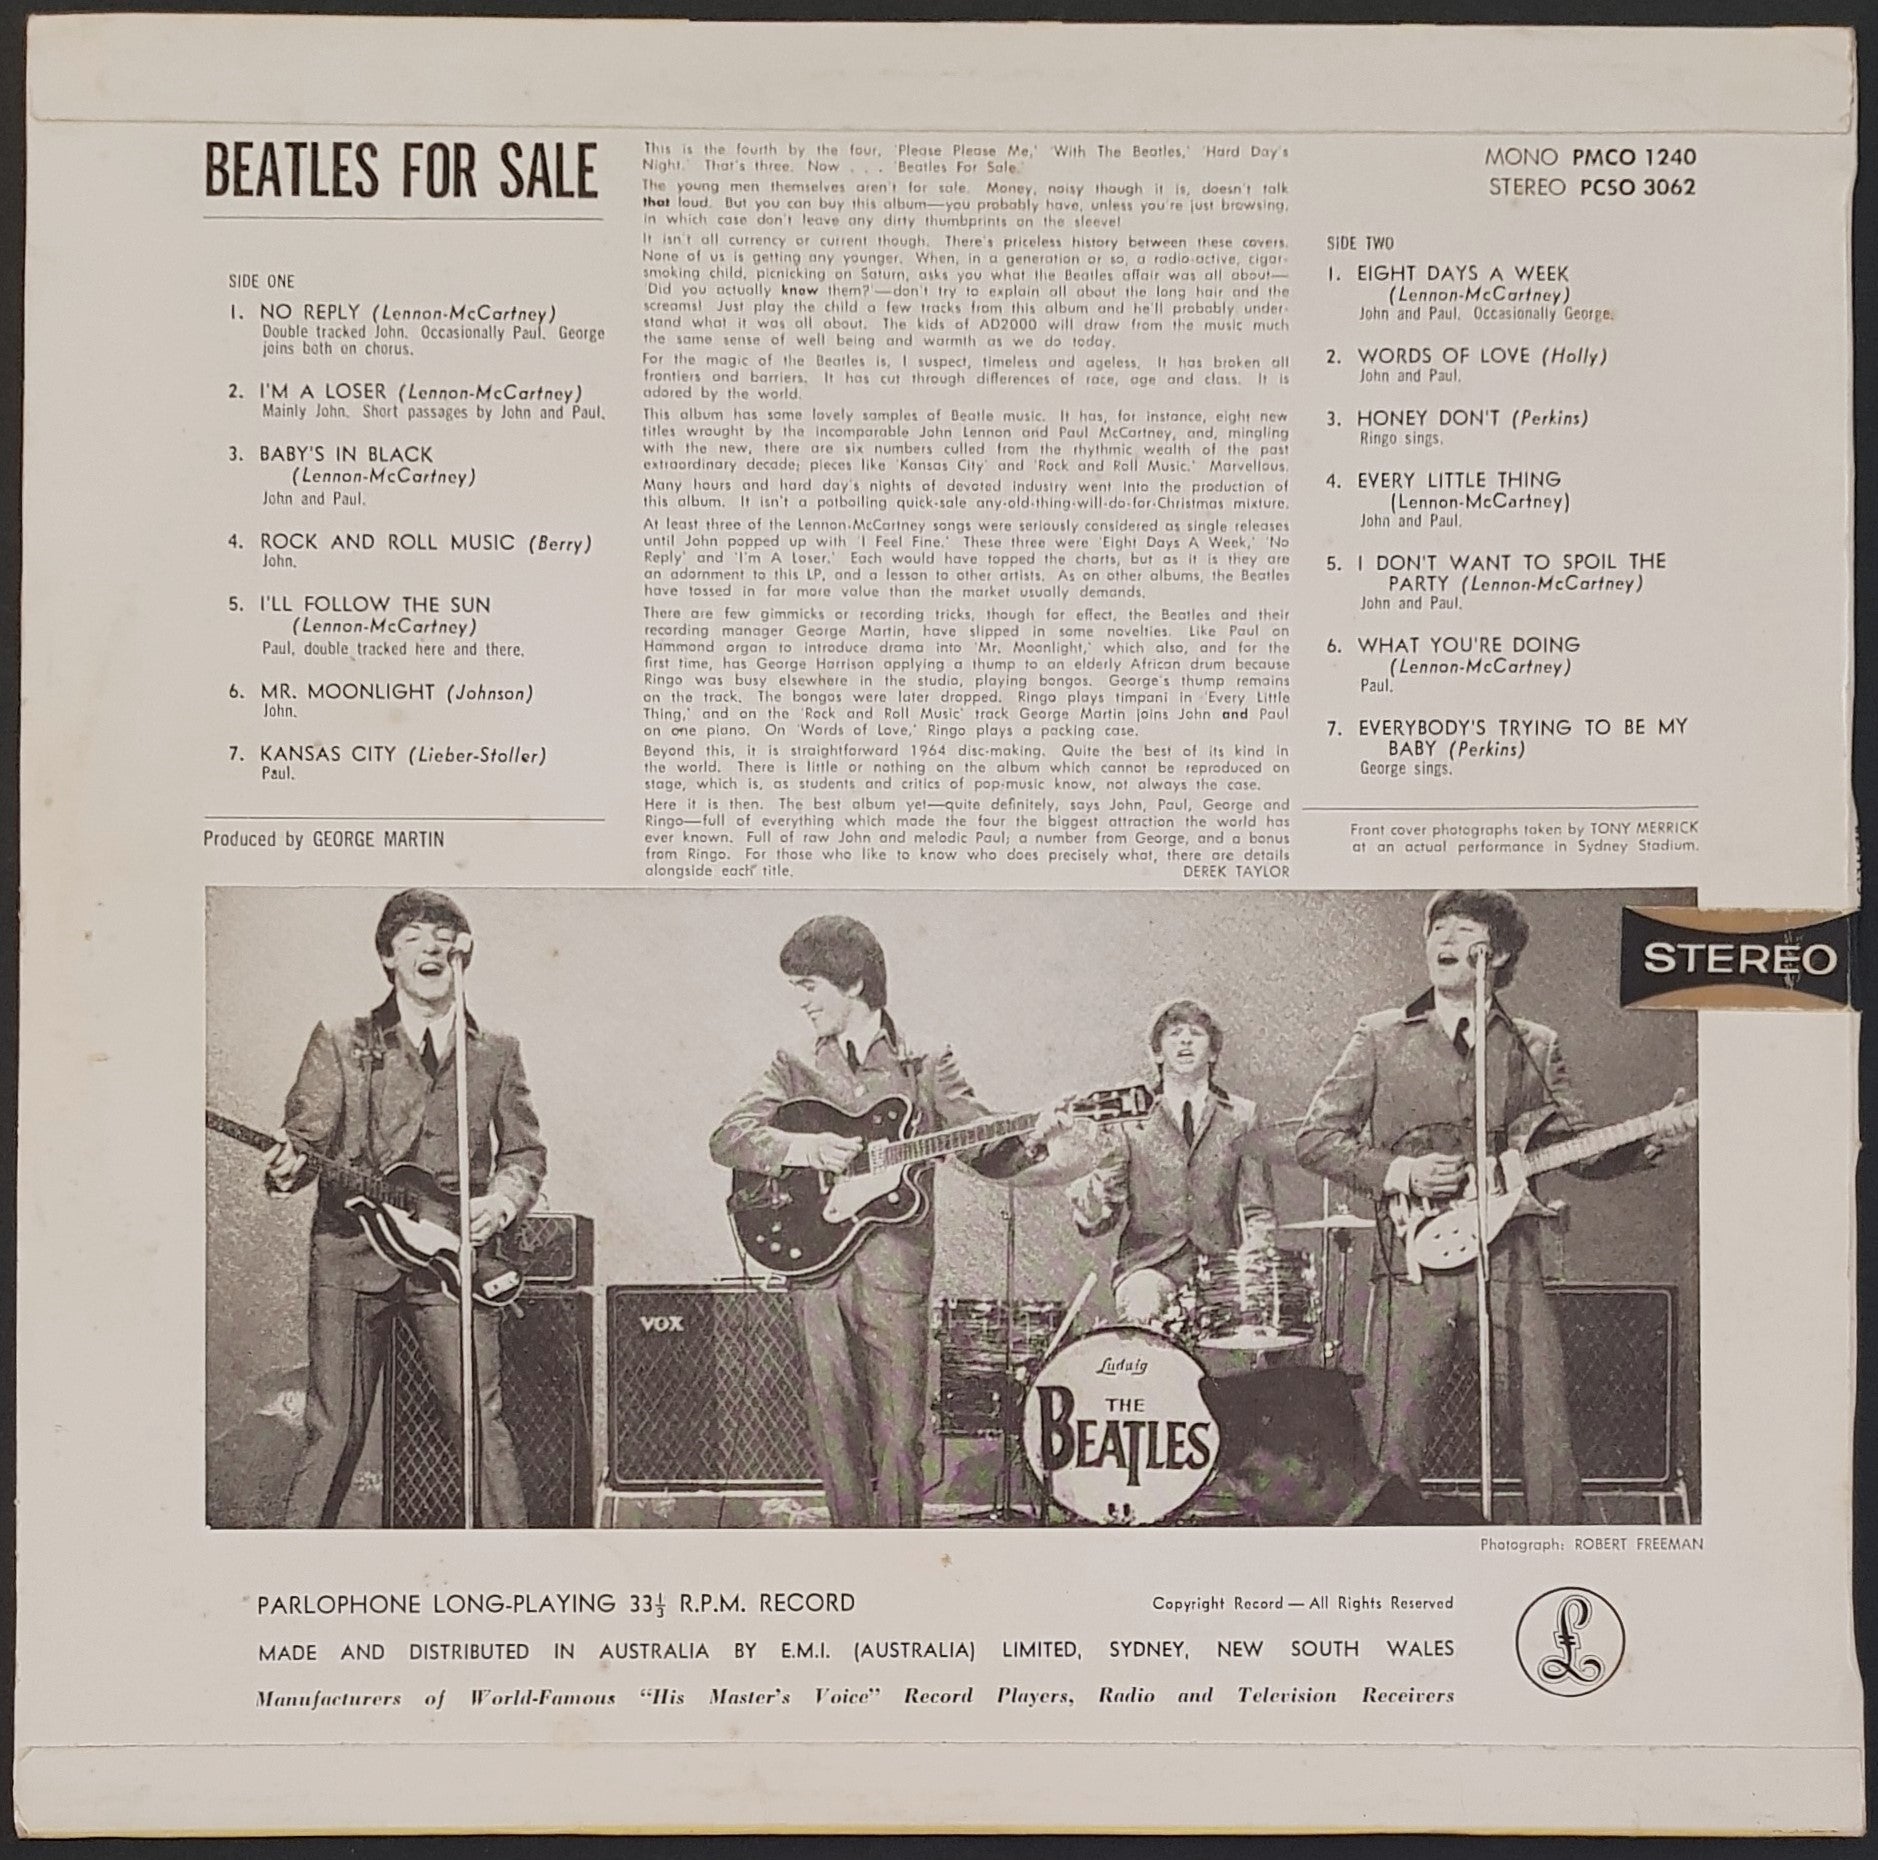 BEATLES FOR SALE
SIDE ONE
1. NO REPLY (Lennon-McCartney)
Double tracked John. Occasionally Paul. George
joins both on chorus.
2. I'M A LOSER (Lennon-McCartney)
Mainly John. Short passages by John and Paul.
3. BABY'S IN BLACK
(Lennon-McCartney)
John and Paul.
4. ROCK AND ROLL MUSIC (Berry)
John.
5. I'LL FOLLOW THE SUN
(Lennon-McCartney)
Paul, double tracked here and there.
6. MR. MOONLIGHT (Johnson)
John.
7. KANSAS CITY (Lieber-Stoller)
Paul.
Produced by GEORGE MARTIN
This is the fourth by the four. 'Please Please Me,' 'With The Beatles,' 'Hard Day's
Night.' That's three. Now . . . 'Beatles For Sale.'
The young men themselves aren't for sale. Money, noisy though it is, doesn't talk
that loud. But you can buy this album—you probably have, unless you're just browsing,
in which case don't leave any dirty thumbprints on the sleeve!
It isn't all currency or current though. There's priceless history between these covers.
None of us is getting any younger. When, in a generation or so, a radio-active, cigar-
smoking child, picnicking on Saturn, asks you what the Beatles affair was all about—
'Did you actually know them?'—don't try to explain all about the long hair and the
screams! Just play the child a few tracks from this album and he'll probably under-
stand what it was all about. The kids of AD2000 will draw from the music much
the same sense of well being and warmth as we do today.
For the magic of the Beatles is, I suspect, timeless and ageless. It has broken all
frontiers and barriers. It has cut through differences of race, age and class. It is
adored by the world.
This album has some lovely samples of Beatle music. It has, for instance, eight new
titles wrought by the incomparable John Lennon and Paul McCartney, and, mingling
with the new, there are six numbers culled from the rhythmic wealth of the past
extraordinary decade; pieces like 'Kansas City' and 'Rock and Roll Music.' Marvellous.
Many hours and hard day's nights of devoted industry went into the production of
this album. It isn't a potboiling quick-sale any-old-thing-will-do-for-Christmas mixture.
At least three of the Lennon-McCartney songs were seriously considered as single releases
until John popped up with 'I Feel Fine.' These three were 'Eight Days A Week,' 'No
Reply' and 'I'm A Loser.' Each would have topped the charts, but as it is they are
an adornment to this LP, and a lesson to other artists. As on other albums, the Beatles
have tossed in far more value than the market usually demands.
There are few gimmicks or recording tricks, though for effect, the Beatles and their
recording manager George Martin, have slipped in some novelties. Like Paul on
Hammond organ to introduce drama into 'Mr. Moonlight,' which also, and for the
first time, has George Harrison applying a thump to an elderly African drum because
Ringo was busy elsewhere in the studio, playing bongos. George's thump remains
on the track. The bongos were later dropped. Ringo plays timpani in 'Every Little
Thing,' and on the 'Rock and Roll Music' track George Martin joins John and Paul
on one piano. On 'Words of Love,' Ringo plays a packing case.
Beyond this, it is straightforward 1964 disc-making. Quite the best of its kind in
the world. There is little or nothing on the album which cannot be reproduced on
stage, which is, as students and critics of pop-music know, not always the case.
Here it is then. The best album yet—quite definitely, says John, Paul, George and
Ringo—full of everything which made the four the biggest attraction the world has
ever known. Full of raw John and melodic Paul; a number from George, and a bonus
from Ringo. For those who like to know who does precisely what, there are details
alongside each title. DEREK TAYLOR
MONO PMCO 1240
STEREO PCSO 3062
SIDE TWO
1. EIGHT DAYS A WEEK
(Lennon-McCartney)
John and Paul. Occasionally George.
2. WORDS OF LOVE (Holly)
John and Paul.
3. HONEY DON'T (Perkins)
Ringo sings.
4. EVERY LITTLE THING
(Lennon-McCartney)
John and Paul.
5. I DON'T WANT TO SPOIL THE
PARTY (Lennon-McCartney)
John and Paul.
6. WHAT YOU'RE DOING
(Lennon-McCartney)
Paul.
7. EVERYBODY'S TRYING TO BE MY
BABY (Perkins)
George sings.
Front cover photographs taken by TONY MERRICK
at an actual performance in Sydney Stadium.
STEREO
VOX
Ludwig
THE
BEATLES
Photograph: ROBERT FREEMAN
PARLOPHONE LONG-PLAYING 33⅓ R.P.M. RECORD
Copyright Record — All Rights Reserved
MADE AND DISTRIBUTED IN AUSTRALIA BY E.M.I. (AUSTRALIA) LIMITED, SYDNEY, NEW SOUTH WALES
Manufacturers of World-Famous "His Master's Voice" Record Players, Radio and Television Receivers
£